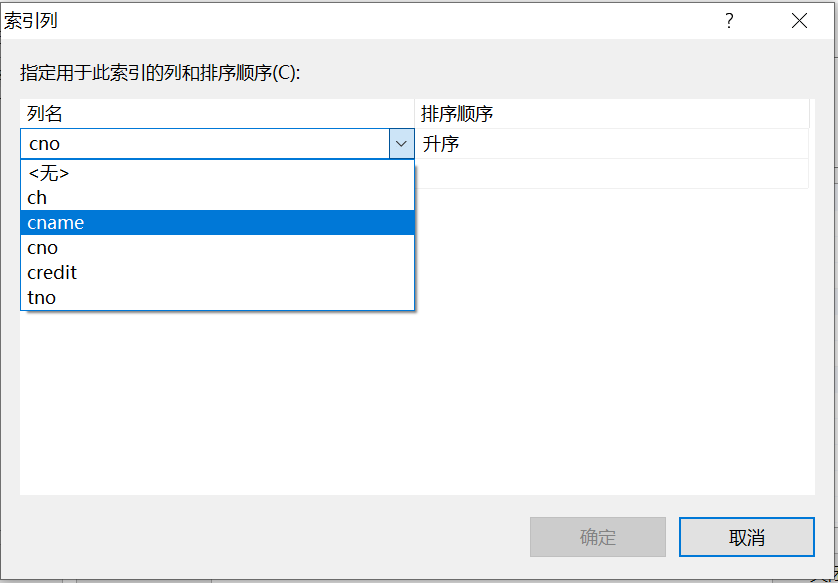 索引列
指定用于此索引的列和排序顺序(C):
列名 排序顺序
cno 升序
<无>
ch
cname
cno
credit
tno
确定 取消